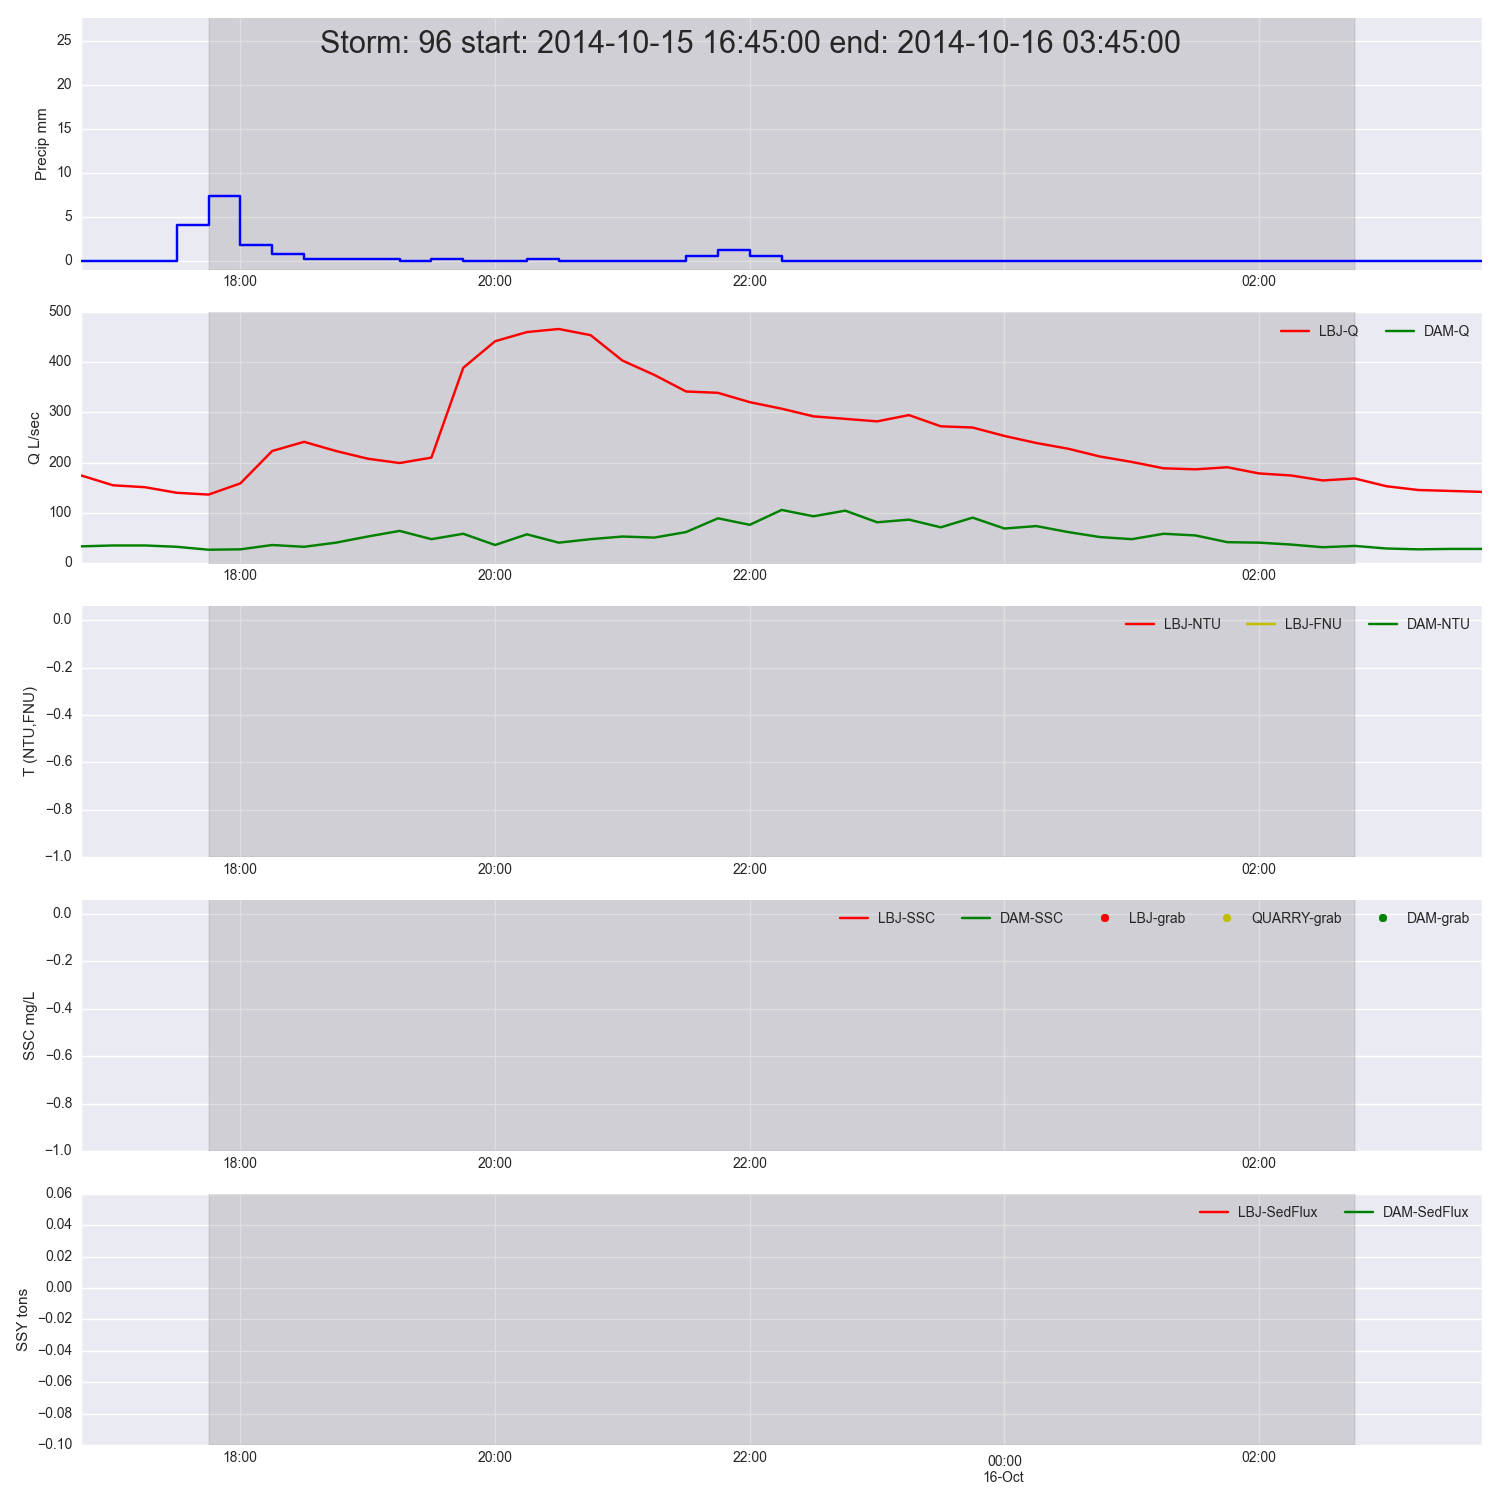 Storm: 96 start: 2014-10-15 16:45:00 end: 2014-10-16 03:45:00
Precip mm
25
20
15
10
5
0
18:00 20:00 22:00 02:00
Q L/sec
LBJ-Q DAM-Q
500
400
300
200
100
0
18:00 20:00 22:00 02:00
T (NTU,FNU)
LBJ-NTU LBJ-FNU DAM-NTU
0.0
−0.2
−0.4
−0.6
−0.8
−1.0
18:00 20:00 22:00 02:00
SSC mg/L
LBJ-SSC DAM-SSC LBJ-grab QUARRY-grab DAM-grab
0.0
−0.2
−0.4
−0.6
−0.8
−1.0
18:00 20:00 22:00 02:00
SSY tons
LBJ-SedFlux DAM-SedFlux
0.06
0.04
0.02
0.00
−0.02
−0.04
−0.06
−0.08
−0.10
18:00 20:00 22:00 00:00 02:00
16-Oct